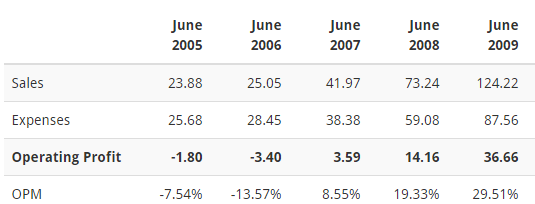 June June June June June
2005 2006 2007 2008 2009
Sales 23.88 25.05 41.97 73.24 124.22
Expenses 25.68 28.45 38.38 59.08 87.56
Operating Profit -1.80 -3.40 3.59 14.16 36.66
OPM -7.54% -13.57% 8.55% 19.33% 29.51%